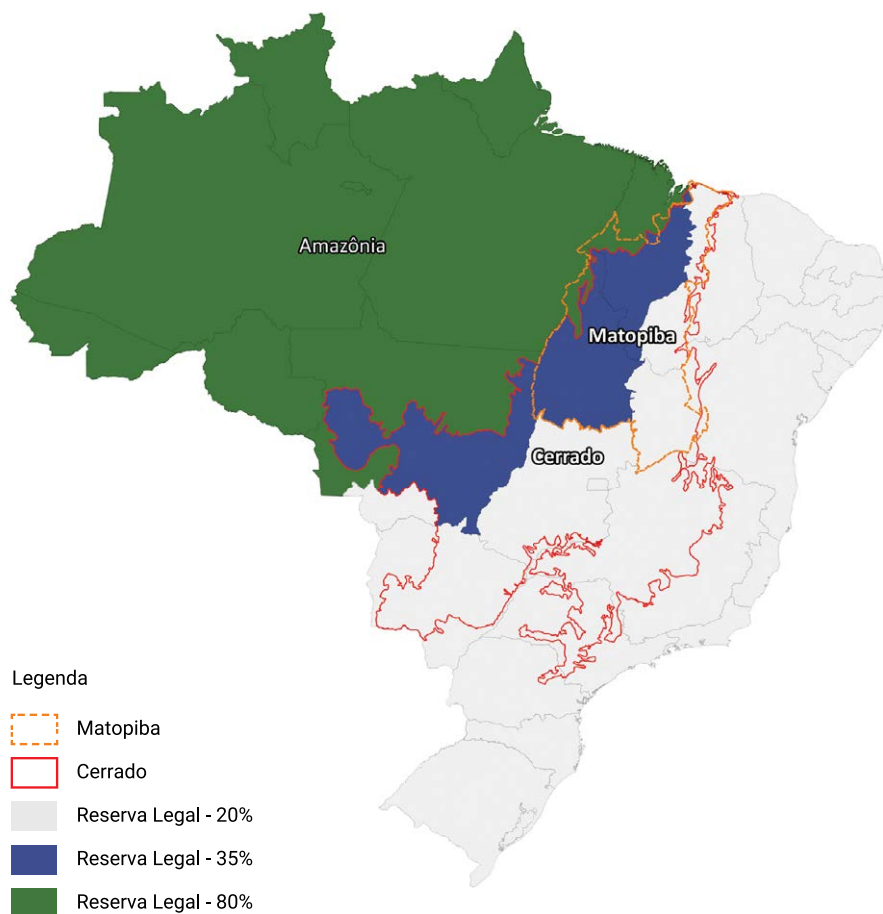 Amazônia
Matopiba
Cerrado
Legenda
Matopiba
Cerrado
Reserva Legal - 20%
Reserva Legal - 35%
Reserva Legal - 80%